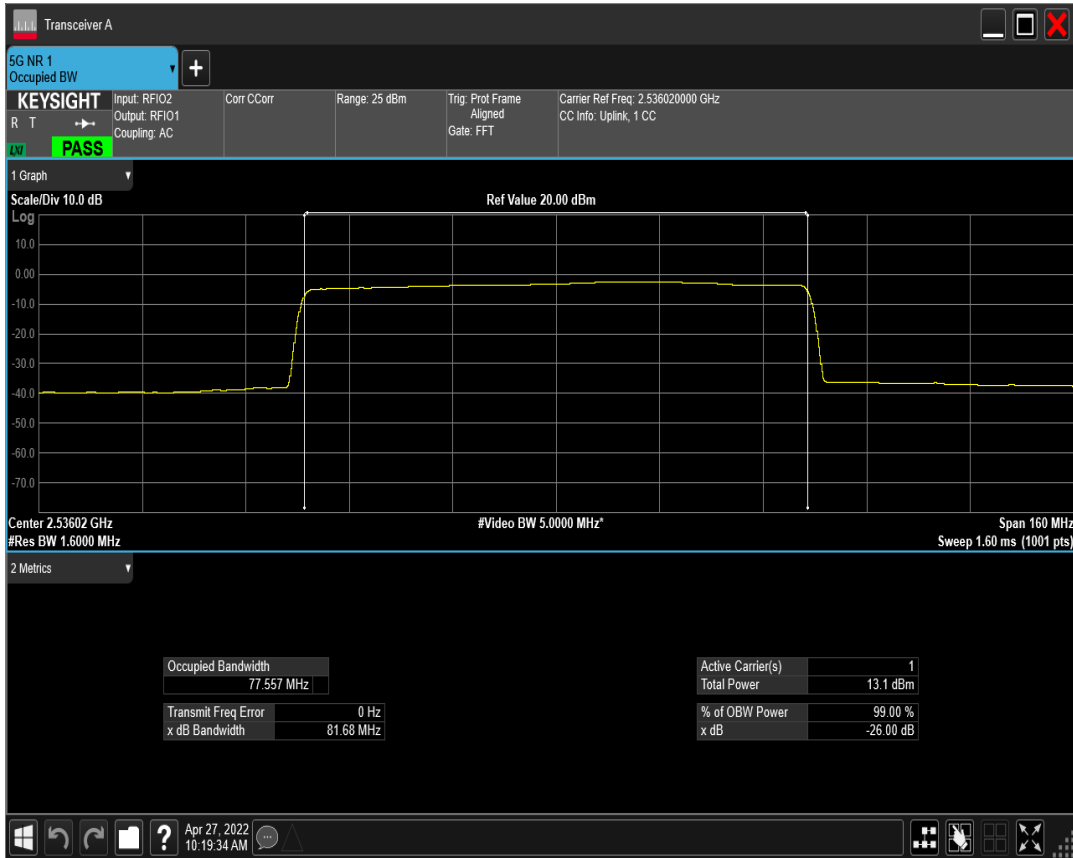 Transceiver A
5G NR 1
Occupied BW
+
KEYSIGHT
R T
LXI
PASS
Input: RFIO2
Output: RFIO1
Coupling: AC
Corr CCorr
Range: 25 dBm
Trig: Prot Frame
Aligned
Gate: FFT
Carrier Ref Freq: 2.536020000 GHz
CC Info: Uplink, 1 CC
1 Graph
Scale/Div 10.0 dB
Ref Value 20.00 dBm
Log
10.0
0.00
-10.0
-20.0
-30.0
-40.0
-50.0
-60.0
-70.0
Center 2.53602 GHz
#Video BW 5.0000 MHz*
Span 160 MHz
#Res BW 1.6000 MHz
Sweep 1.60 ms (1001 pts)
2 Metrics
Occupied Bandwidth
77.557 MHz
Transmit Freq Error 0 Hz
x dB Bandwidth 81.68 MHz
Active Carrier(s) 1
Total Power 13.1 dBm
% of OBW Power 99.00 %
x dB -26.00 dB
?
Apr 27, 2022
10:19:34 AM